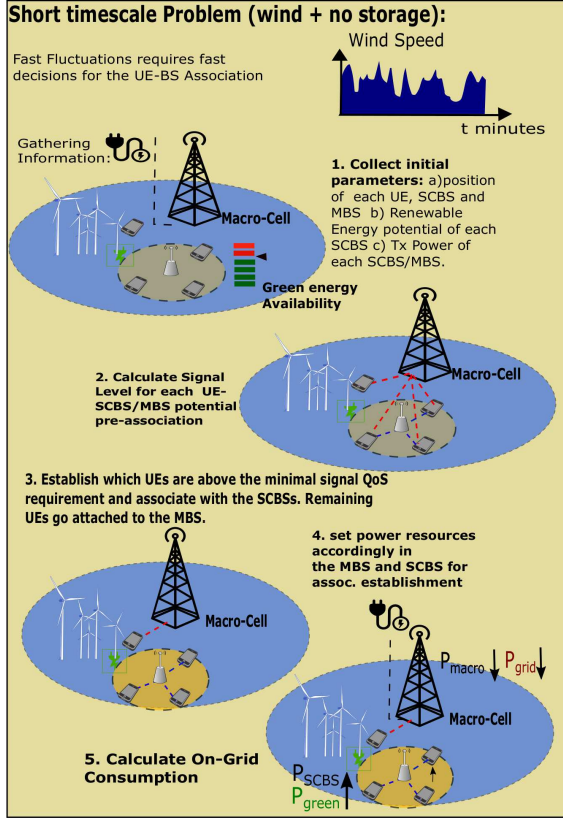 Short timescale Problem (wind + no storage):
Fast Fluctuations requires fast
decisions for the UE-BS Association
Wind Speed
t minutes
Gathering
Information:
Macro-Cell
Green energy
Availability
1. Collect initial
parameters: a)position
of each UE, SCBS and
MBS b) Renewable
Energy potential of each
SCBS c) Tx Power of
each SCBS/MBS.
2. Calculate Signal
Level for each UE-
SCBS/MBS potential
pre-association
Macro-Cell
3. Establish which UEs are above the minimal signal QoS
requirement and associate with the SCBSs. Remaining
UEs go attached to the MBS.
Macro-Cell
4. set power resources
accordingly in
the MBS and SCBS for
assoc. establishment
Pmacro
Pgrid
Macro-Cell
5. Calculate On-Grid
Consumption
PSCBS
Pgreen